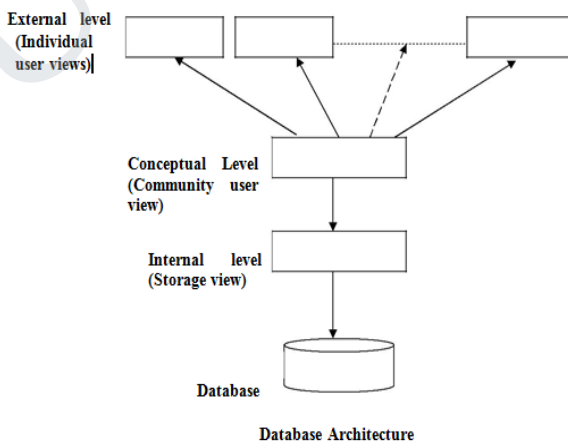 External level
(Individual
user views)
Conceptual Level
(Community user
view)
Internal level
(Storage view)
Database
Database Architecture